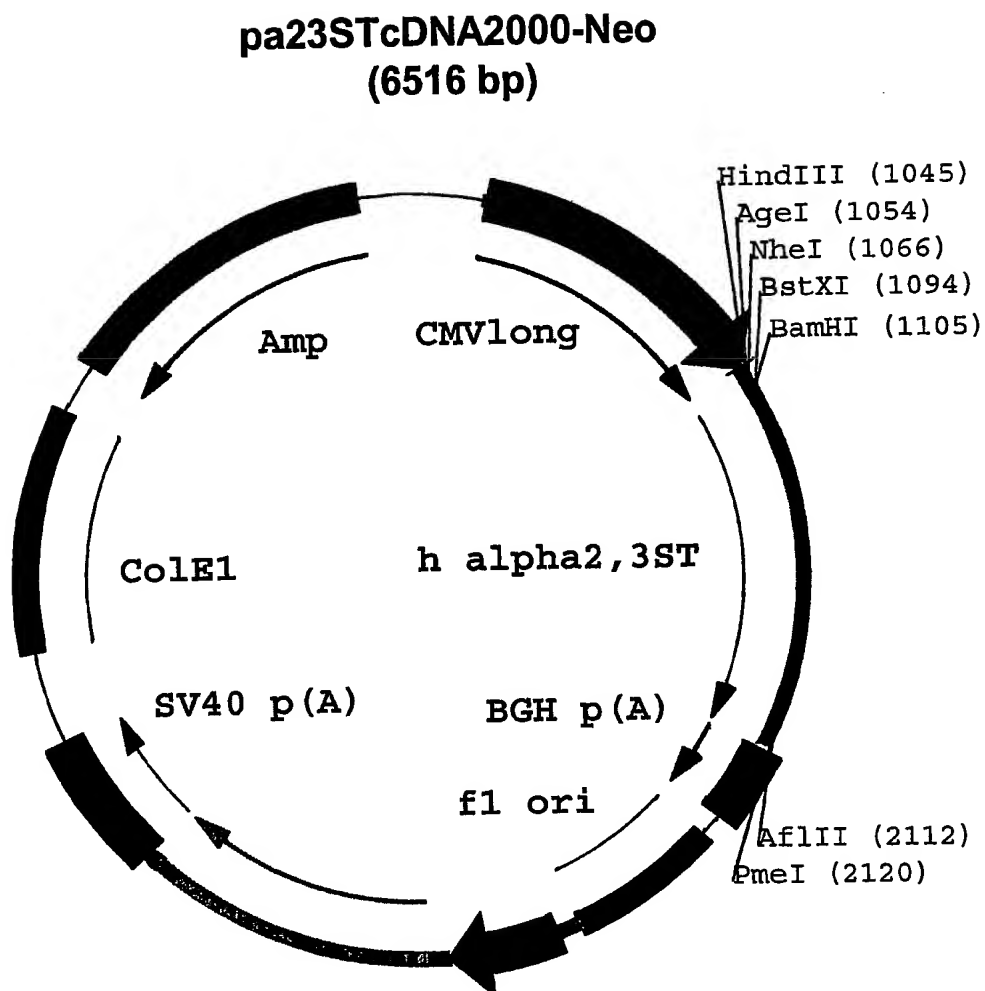 pa23STcDNA2000-Neo
(6516 bp)
HindIII (1045)
AgeI (1054)
NheI (1066)
BstXI (1094)
BamHI (1105)
Amp
CMVlong
ColE1
h alpha2,3ST
SV40 p(A)
BGH p(A)
f1 ori
AflII (2112)
PmeI (2120)